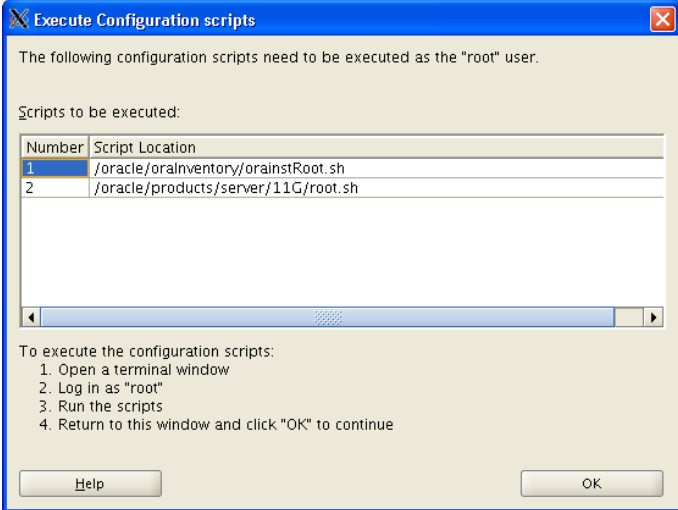 Execute Configuration scripts
The following configuration scripts need to be executed as the "root" user.
Scripts to be executed:
Number Script Location
1 /oracle/oraInventory/orainstRoot.sh
2 /oracle/products/server/11G/root.sh
To execute the configuration scripts:
1. Open a terminal window
2. Log in as "root"
3. Run the scripts
4. Return to this window and click "OK" to continue
Help OK